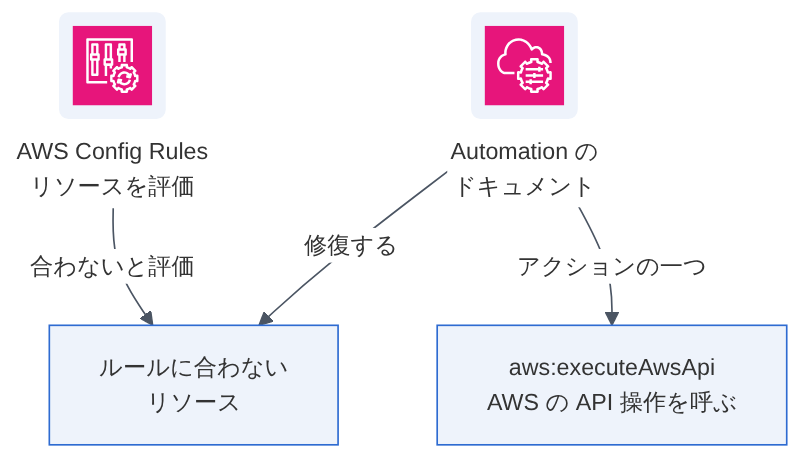 AWS Config Rules
リソースを評価
Automation の
ドキュメント
修復する
合わないと評価
アクションの一つ
ルールに合わない
リソース
aws:executeAwsApi
AWS の API 操作を呼ぶ